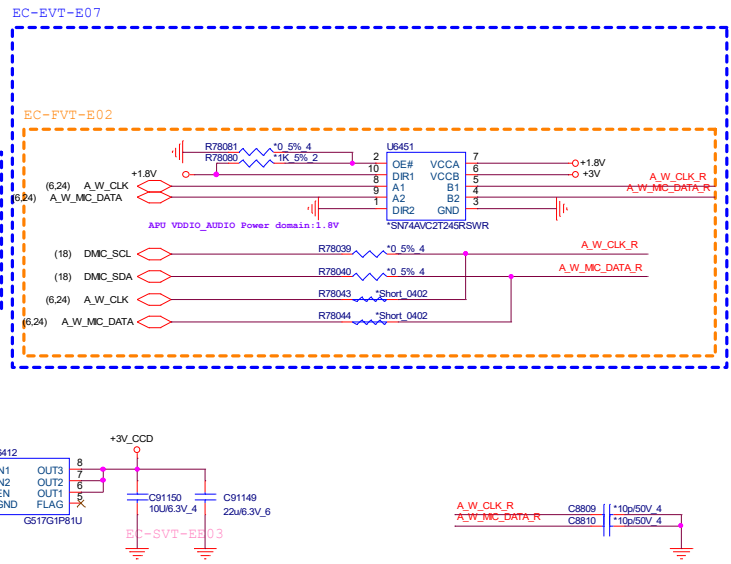 EC-EVT-E07
EC-FVT-E02
R78081 *0_5%_4
R78080 *1K_5%_2
U6451
+1.8V
2 OE# VCCA 7 +1.8V
10 DIR1 VCCB 6 +3V
(6,24) A_W_CLK 8 A1 B1 5 A_W_CLK_R
(6,24) A_W_MIC_DATA 9 A2 B2 4 A_W_MIC_DATA_R
1 DIR2 GND 3
APU VDDIO_AUDIO Power domain:1.8V
*SN74AVC2T245RSWR
(18) DMIC_SCL R78039 *0_5%_4 A_W_CLK_R
(18) DMIC_SDA R78040 *0_5%_4 A_W_MIC_DATA_R
(6,24) A_W_CLK R78043 *Short_0402
(6,24) A_W_MIC_DATA R78044 *Short_0402
+3V_CCD
6412
N1 OUT3 8
N2 OUT2 7
EN OUT1 6
GND FLAG 5
G517G1P81U
C91150
10U/6.3V_4
C91149
22u/6.3V_6
EC-SVT-EE03
A_W_CLK_R C8809 *10p/50V_4
A_W_MIC_DATA_R C8810 *10p/50V_4